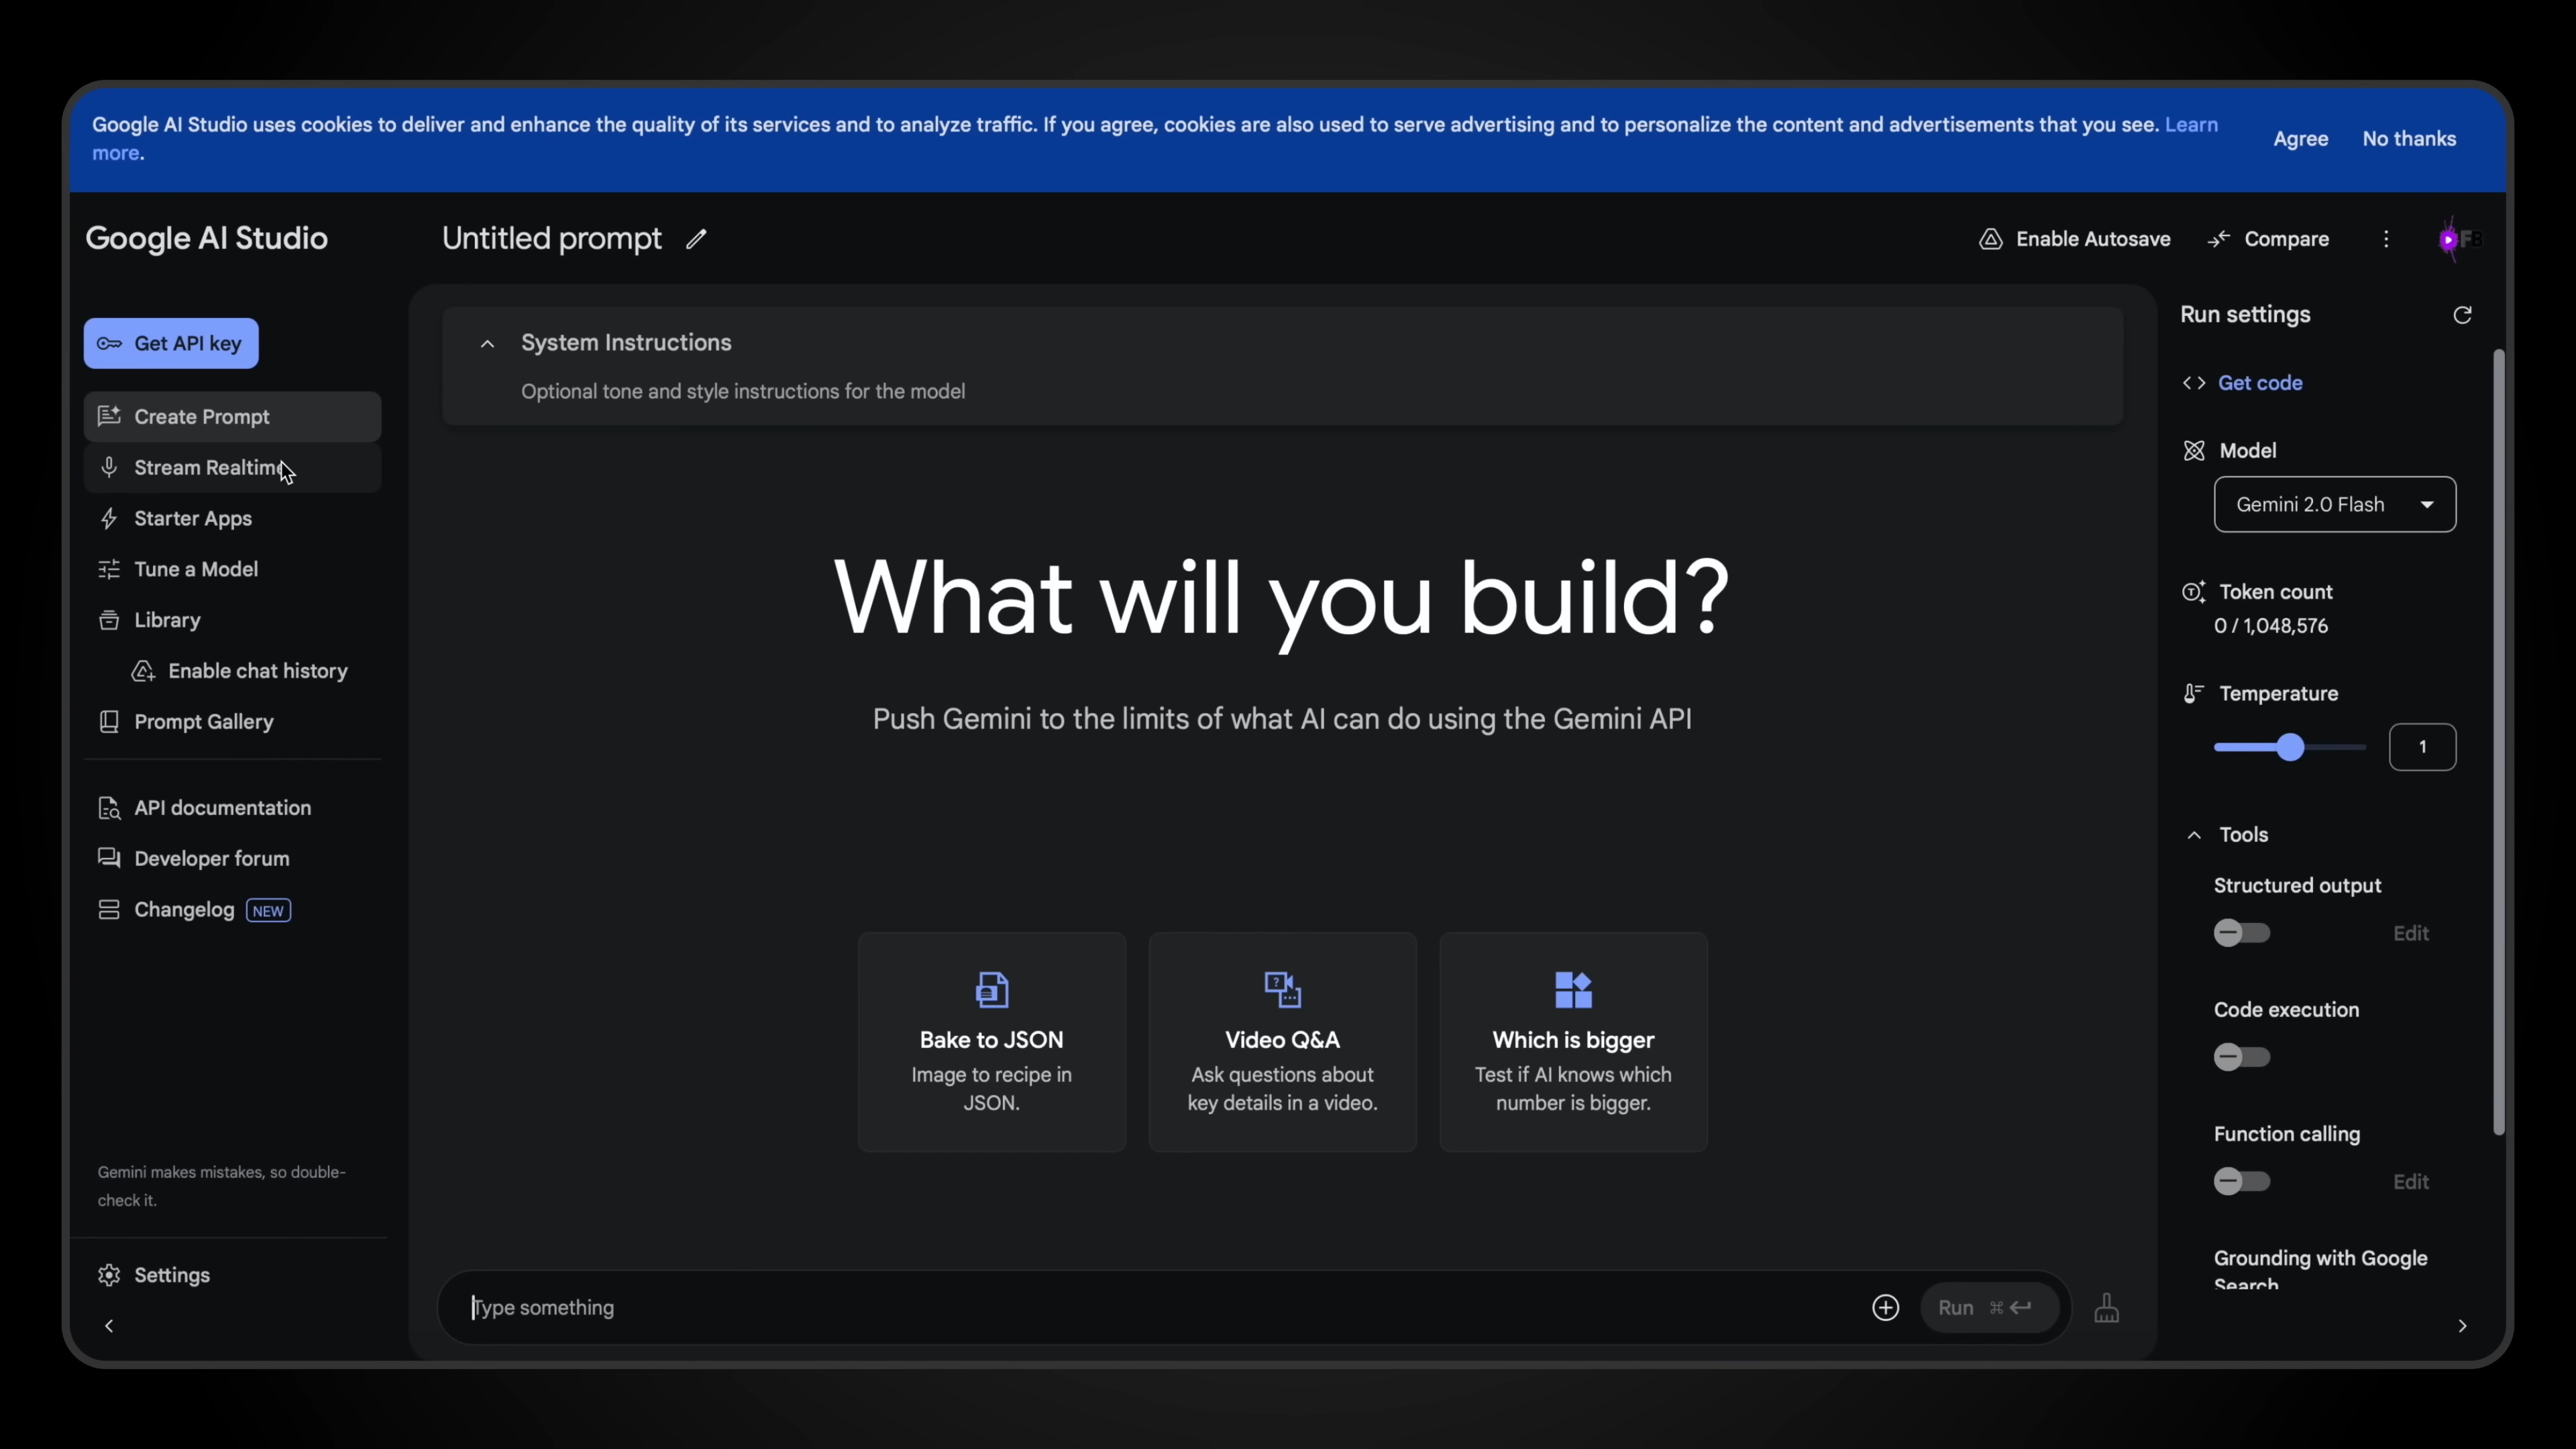 Google AI Studio uses cookies to deliver and enhance the quality of its services and to analyze traffic. If you agree, cookies are also used to serve advertising and to personalize the content and advertisements that you see. Learn
more.
Agree
No thanks
Google AI Studio
Untitled prompt
Enable Autosave
Compare
FB
Get API key
Create Prompt
Stream Realtime
Starter Apps
Tune a Model
Library
Enable chat history
Prompt Gallery
API documentation
Developer forum
Changelog NEW
Gemini makes mistakes, so double-
check it.
Settings
System Instructions
Optional tone and style instructions for the model
What will you build?
Push Gemini to the limits of what AI can do using the Gemini API
Bake to JSON
Image to recipe in
JSON.
Video Q&A
Ask questions about
key details in a video.
Which is bigger
Test if AI knows which
number is bigger.
Type something
Run ⌘ ↵
Run settings
Get code
Model
Gemini 2.0 Flash
Token count
0 / 1,048,576
Temperature
1
Tools
Structured output
Edit
Code execution
Function calling
Edit
Grounding with Google
Search